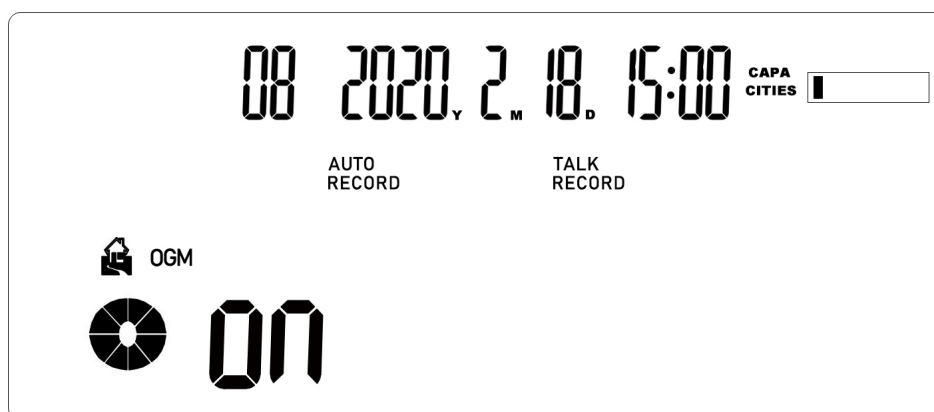 08 2020Y 2M 18D 15:00 CAPA
CITIES
AUTO
RECORD
TALK
RECORD
OGM
ON